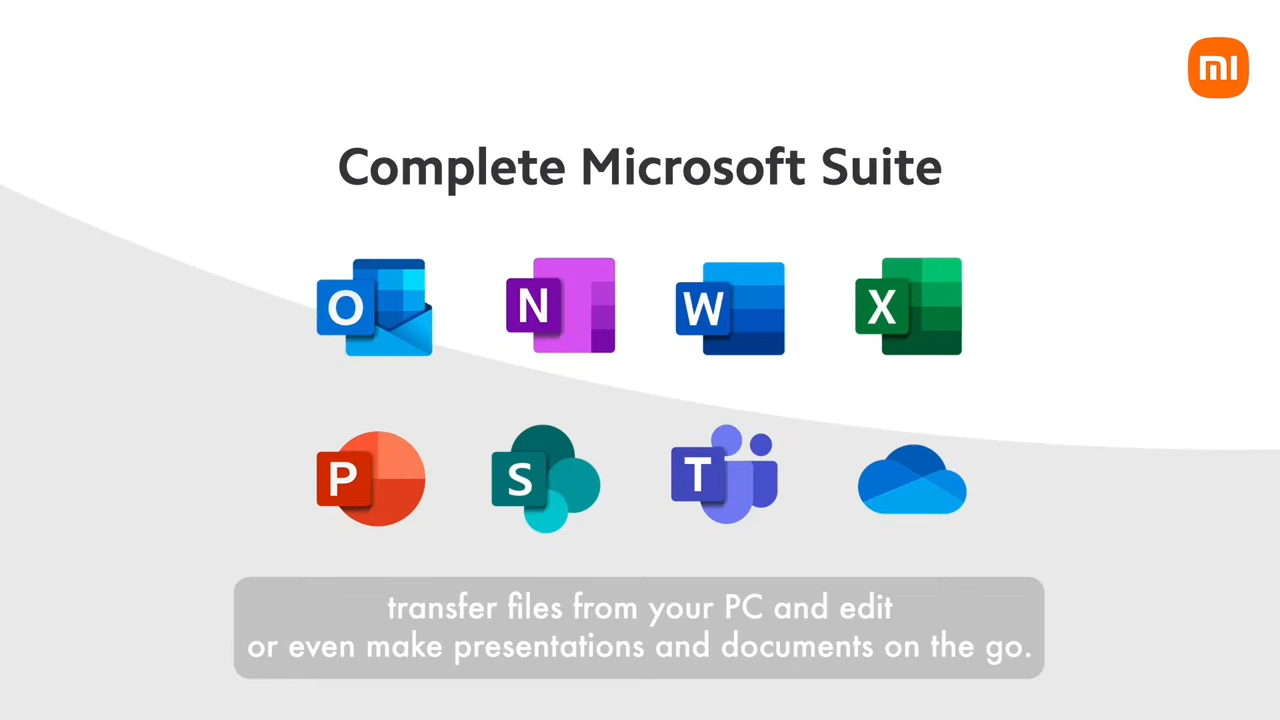 mi
Complete Microsoft Suite
O N W X
P S T
transfer files from your PC and edit
or even make presentations and documents on the go.